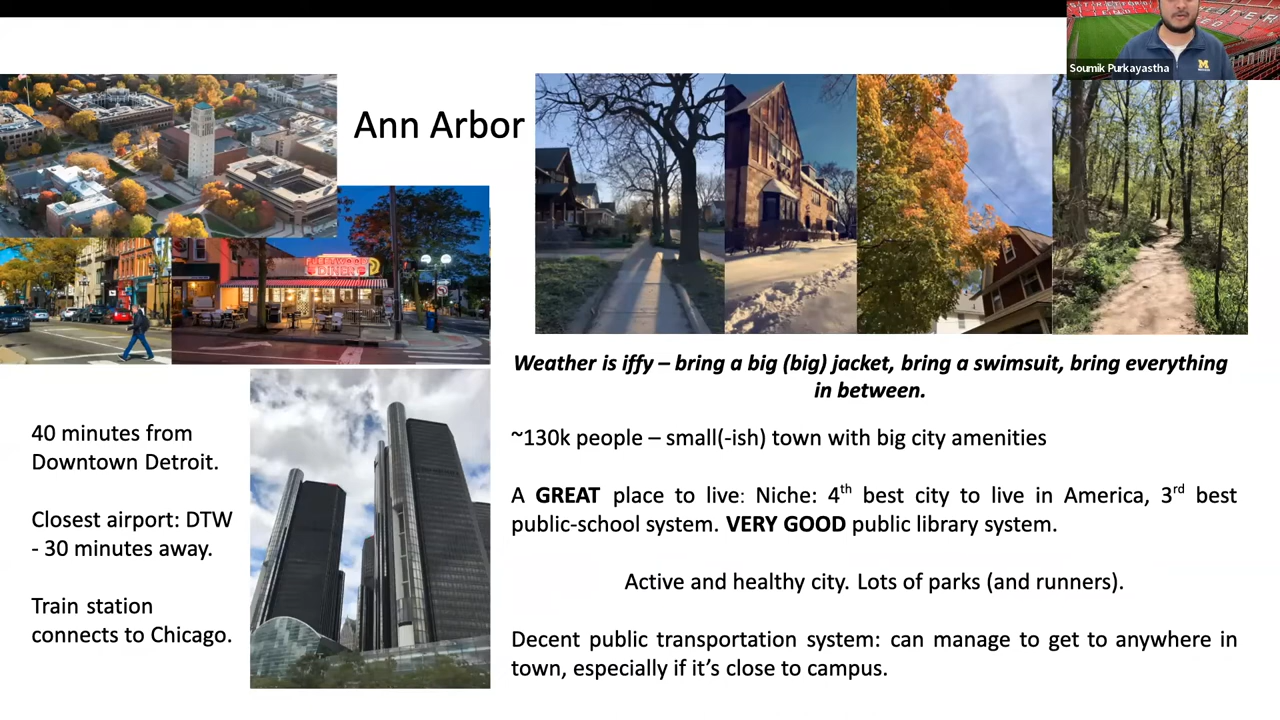 Ann Arbor
Soumik Purkayastha
M
FLEETWOOD
DINER
Weather is iffy – bring a big (big) jacket, bring a swimsuit, bring everything
in between.
40 minutes from
Downtown Detroit.
Closest airport: DTW
- 30 minutes away.
Train station
connects to Chicago.
~130k people – small(-ish) town with big city amenities
A GREAT place to live: Niche: 4th best city to live in America, 3rd best
public-school system. VERY GOOD public library system.
Active and healthy city. Lots of parks (and runners).
Decent public transportation system: can manage to get to anywhere in
town, especially if it’s close to campus.